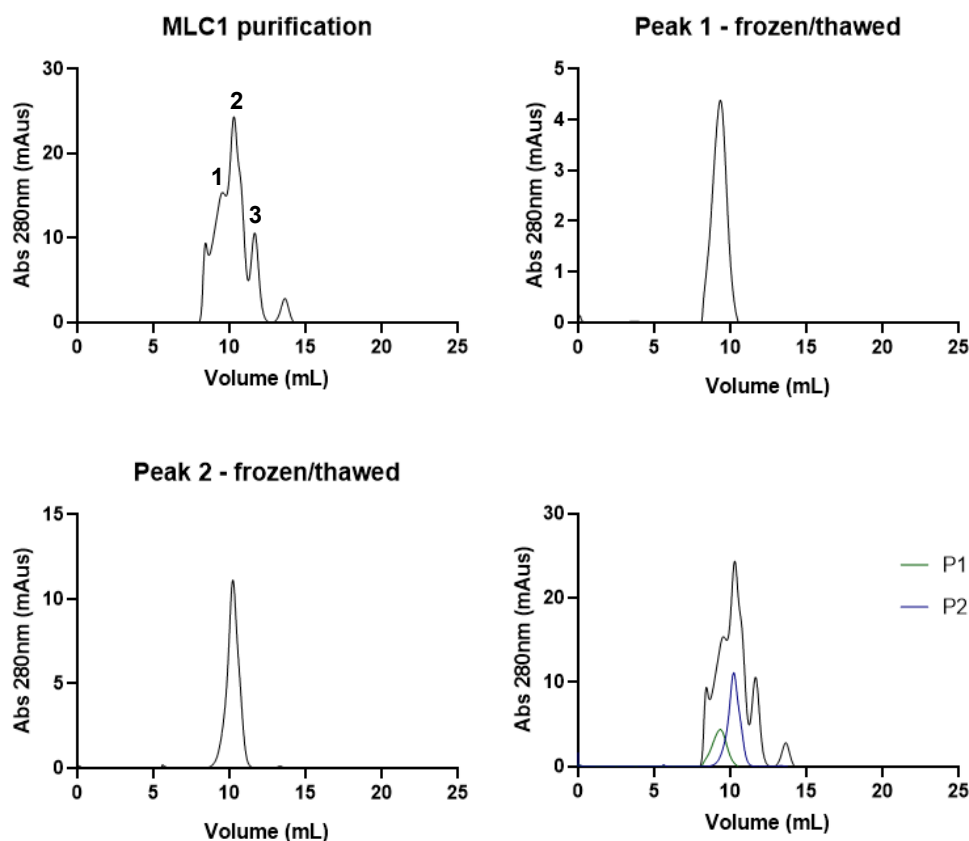 MLC1 purification
30
20
10
0
Abs 280nm (mAus)
1
2
3
0 5 10 15 20 25
Volume (mL)
Peak 1 - frozen/thawed
5
4
3
2
1
0
Abs 280nm (mAus)
0 5 10 15 20 25
Volume (mL)
Peak 2 - frozen/thawed
15
10
5
0
Abs 280nm (mAus)
0 5 10 15 20 25
Volume (mL)
30
20
10
0
Abs 280nm (mAus)
0 5 10 15 20 25
Volume (mL)
P1
P2